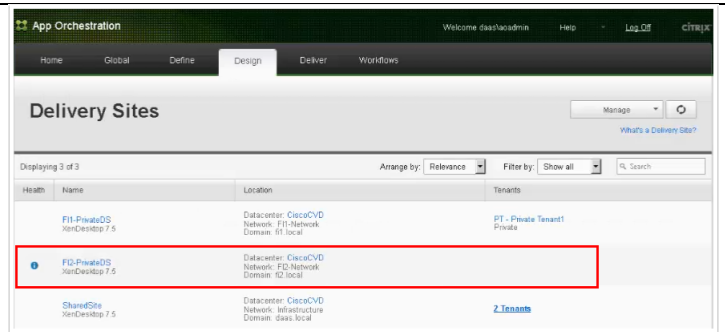 App Orchestration
Welcome daas\aoadmin Help Log Off CITRIX
Home Global Define Design Deliver Workflows
Delivery Sites
Manage
What's a Delivery Site?
Displaying 3 of 3 Arrange by: Relevance Filter by: Show all Search
Health Name Location Tenants
FI1-PrivateDS
XenDesktop 7.5
Datacenter: CiscoCVD
Network: FI1-Network
Domain: fi1.local
PT - Private Tenant1
Private
FI2-PrivateDS
XenDesktop 7.5
Datacenter: CiscoCVD
Network: FI2-Network
Domain: fi2.local
SharedSite
XenDesktop 7.5
Datacenter: CiscoCVD
Network: Infrastructure
Domain: daas.local
2 Tenants